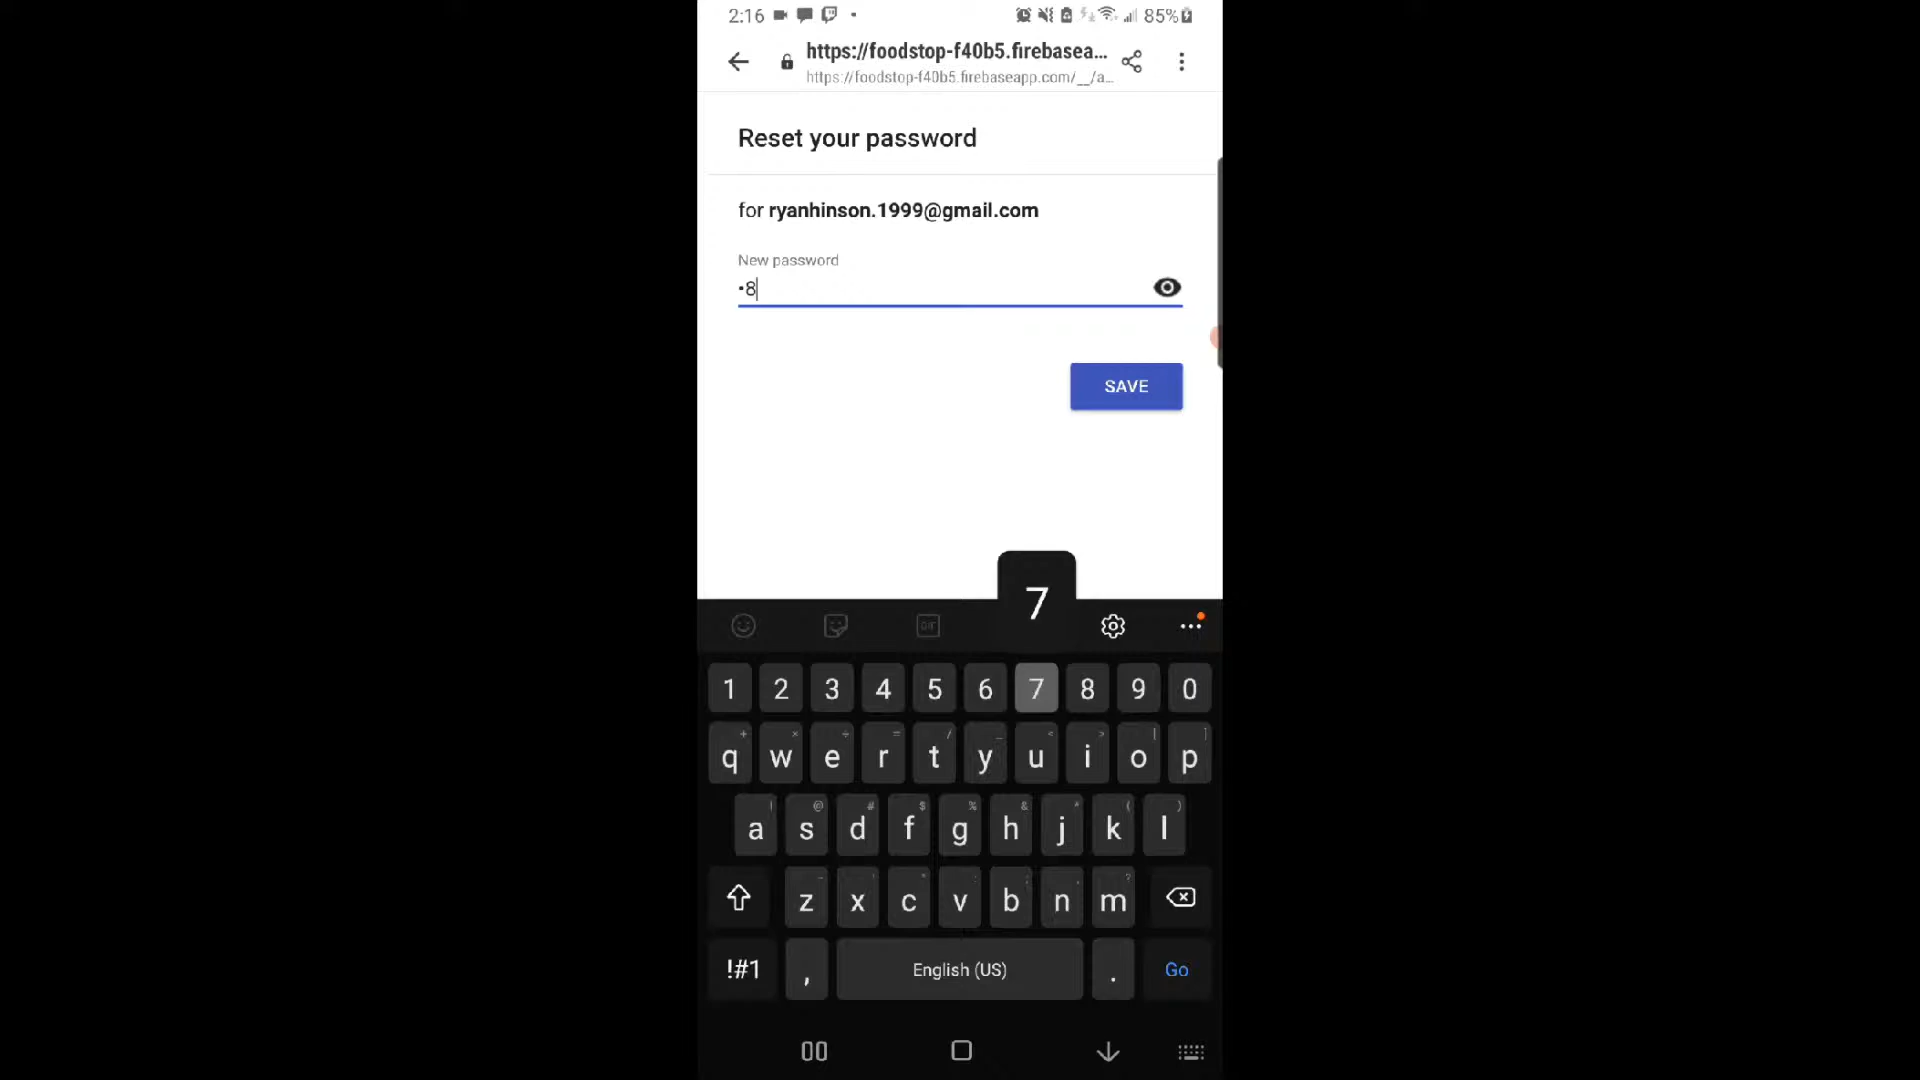 2:16 85%
https://foodstop-f40b5.firebasea...
https://foodstop-f40b5.firebaseapp.com/__/a...
Reset your password
for ryanhinson.1999@gmail.com
New password
•8
SAVE
7
GIF
1 2 3 4 5 6 7 8 9 0
q w e r t y u i o p
a s d f g h j k l
z x c v b n m
!#1 , English (US) . Go